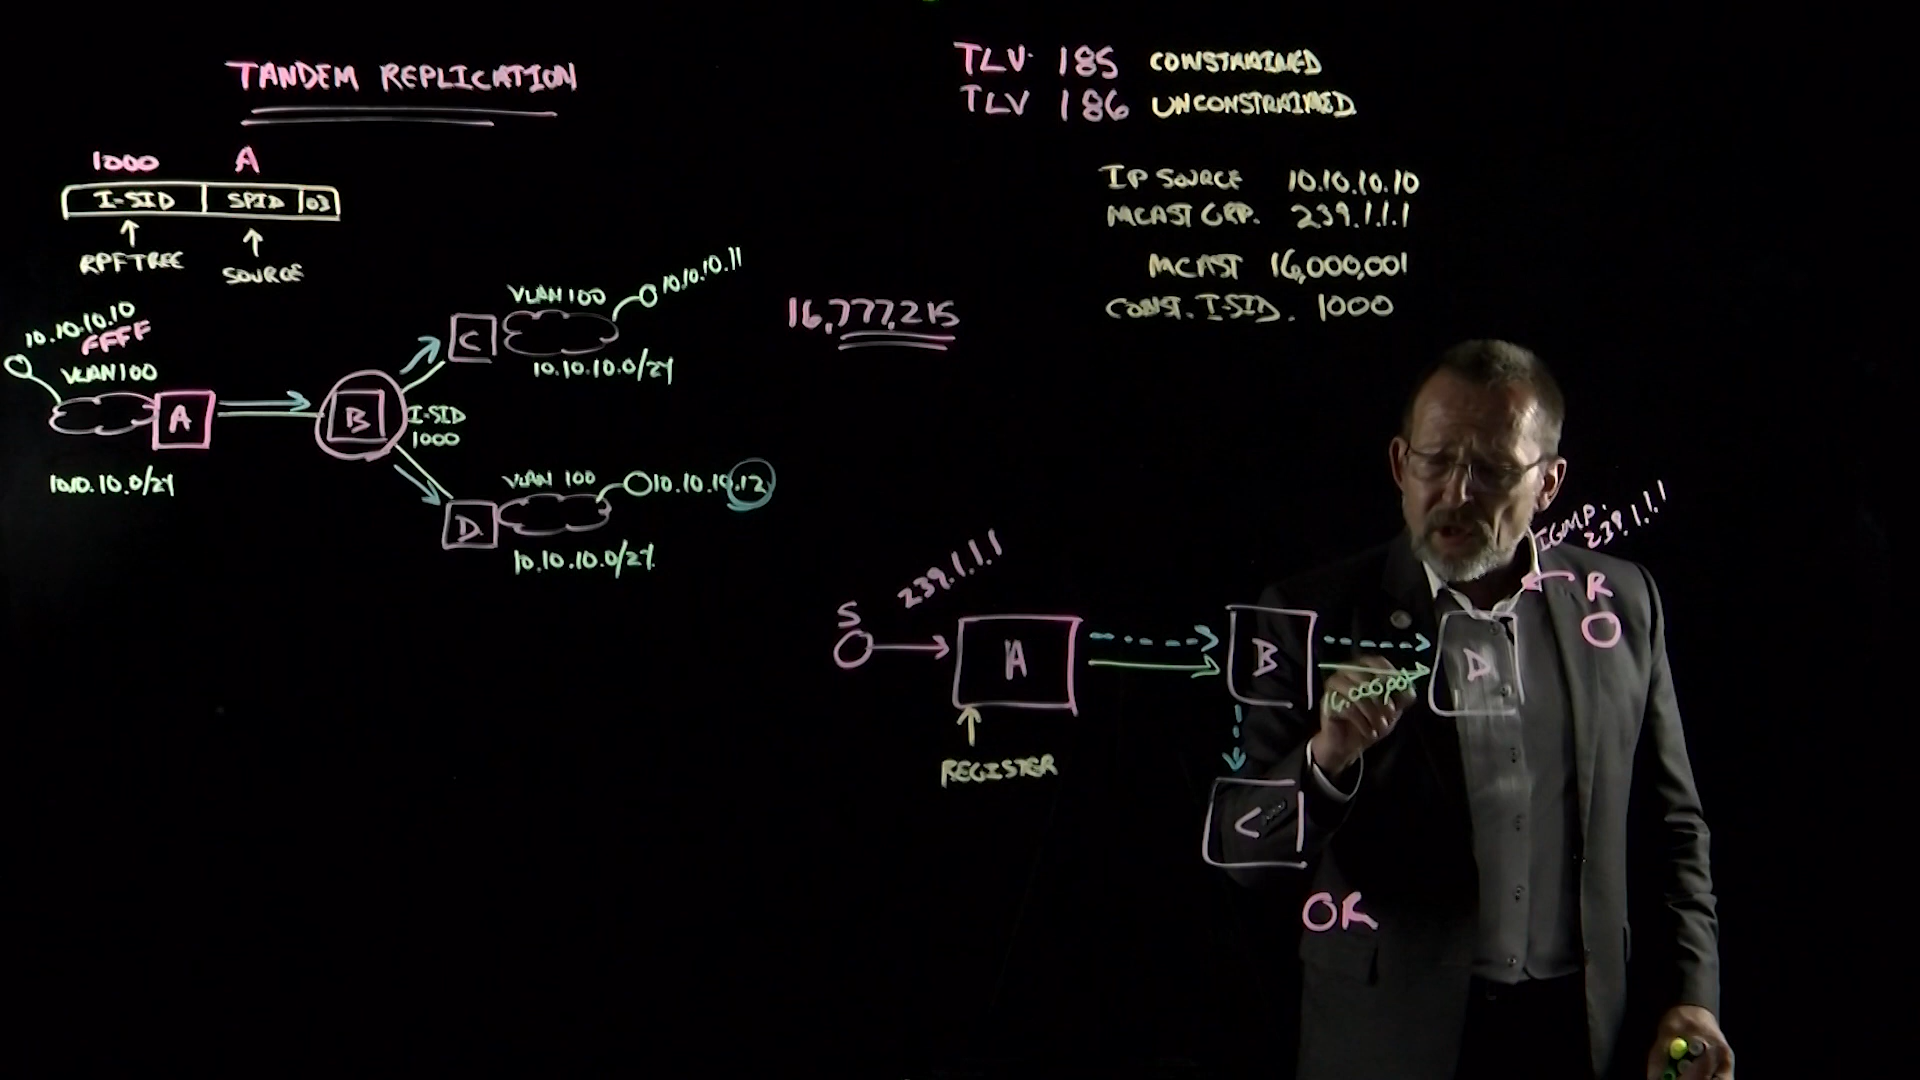 TANDEM REPLICATION
1000 A
I-SID SPID 03
RPFTREE SOURCE
10.10.10.10
FFFF
VLAN100
A
10.10.10.0/24
B
I-SID
1000
C
VLAN 100
10.10.10.11
10.10.10.0/24
D
VLAN 100
10.10.10.12
10.10.10.0/24
16,777,215
TLV 185 CONSTRAINED
TLV 186 UNCONSTRAINED
IP SOURCE 10.10.10.10
MCAST GRP. 239.1.1.1
MCAST 16,000,001
CONST. I-SID. 1000
S
239.1.1.1
A
REGISTER
B
16,000,001
D
IGMP.
239.1.1.1
R
C
OR